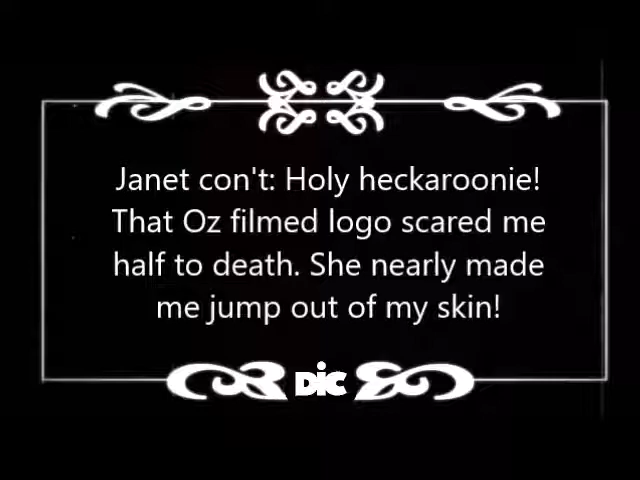 Janet con't: Holy heckaroonie!
That Oz filmed logo scared me
half to death. She nearly made
me jump out of my skin!
DiC